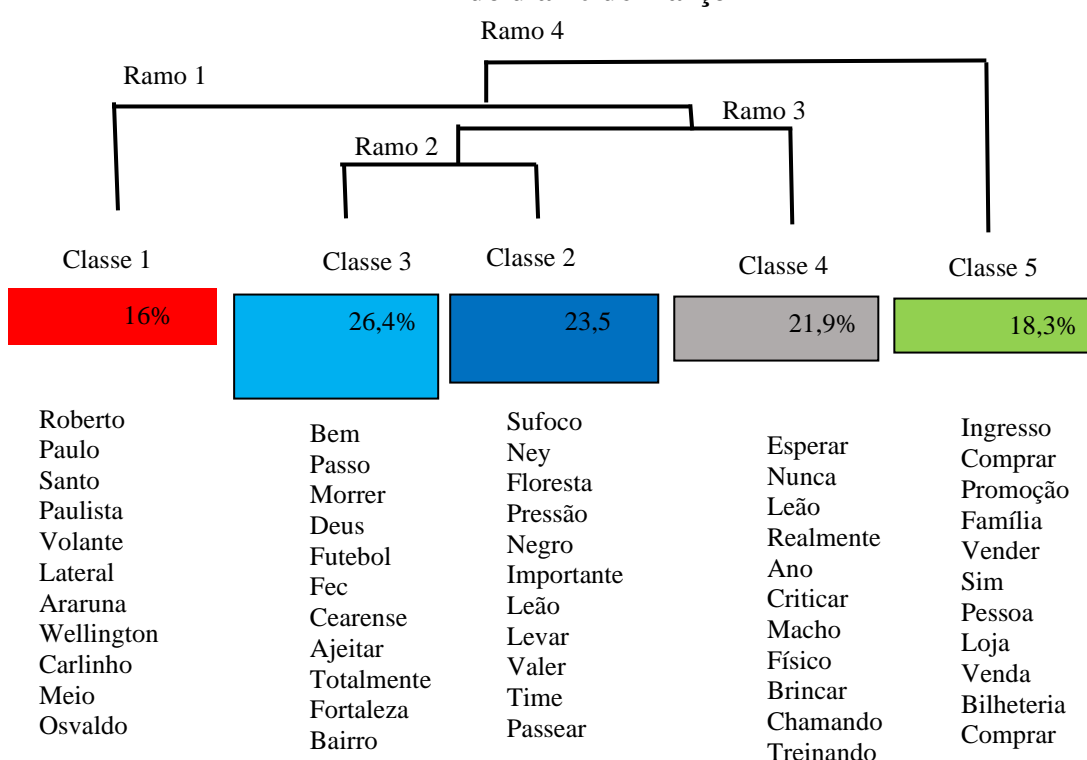 Ramo 4
Ramo 1
Ramo 3
Ramo 2
Classe 1
Classe 3
Classe 2
Classe 4
Classe 5
16%
26,4%
23,5
21,9%
18,3%
Roberto
Paulo
Santo
Paulista
Volante
Lateral
Araruna
Wellington
Carlinho
Meio
Osvaldo
Bem
Passo
Morrer
Deus
Futebol
Fec
Cearense
Ajeitar
Totalmente
Fortaleza
Bairro
Sufoco
Ney
Floresta
Pressão
Negro
Importante
Leão
Levar
Valer
Time
Passear
Esperar
Nunca
Leão
Realmente
Ano
Criticar
Macho
Físico
Brincar
Chamando
Treinando
Ingresso
Comprar
Promoção
Família
Vender
Sim
Pessoa
Loja
Venda
Bilheteria
Comprar